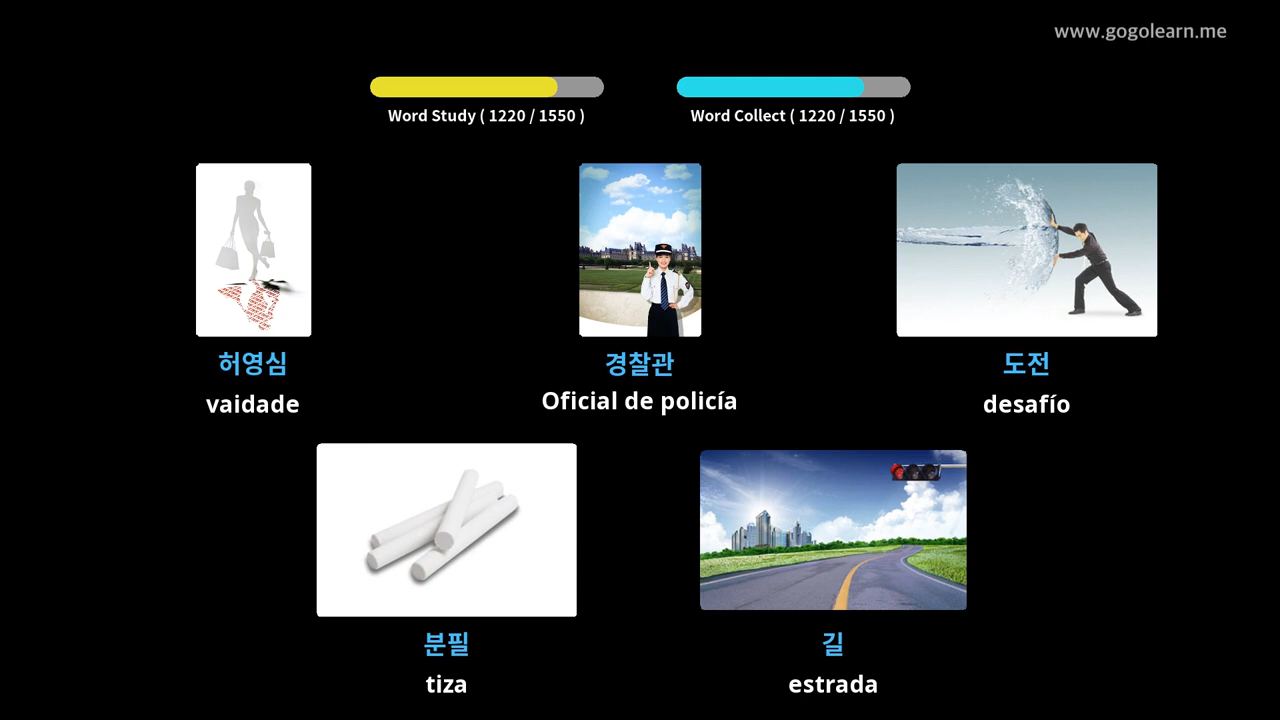 www.gogolearn.me
Word Study ( 1220 / 1550 )
Word Collect ( 1220 / 1550 )
허영심
vaidade
경찰관
Oficial de policía
도전
desafío
분필
tiza
길
estrada